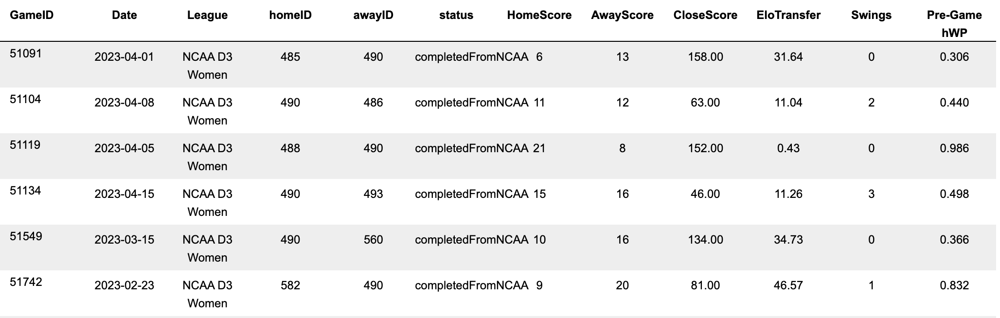 GameID Date League homeID awayID status HomeScore AwayScore CloseScore EloTransfer Swings Pre-Game
hWP
51091 2023-04-01 NCAA D3 485 490 completedFromNCAA 6 13 158.00 31.64 0 0.306
Women
51104 2023-04-08 NCAA D3 490 486 completedFromNCAA 11 12 63.00 11.04 2 0.440
Women
51119 2023-04-05 NCAA D3 488 490 completedFromNCAA 21 8 152.00 0.43 0 0.986
Women
51134 2023-04-15 NCAA D3 490 493 completedFromNCAA 15 16 46.00 11.26 3 0.498
Women
51549 2023-03-15 NCAA D3 490 560 completedFromNCAA 10 16 134.00 34.73 0 0.366
Women
51742 2023-02-23 NCAA D3 582 490 completedFromNCAA 9 20 81.00 46.57 1 0.832
Women